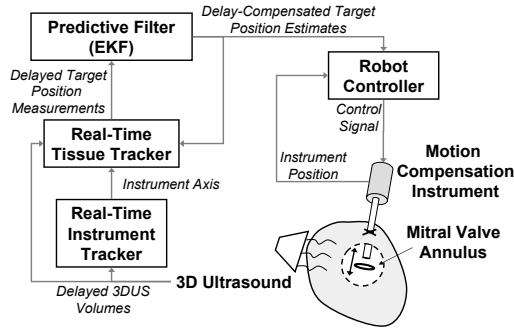 Predictive Filter
(EKF)
Delay-Compensated Target
Position Estimates
Delayed Target
Position
Measurements
Robot
Controller
Control
Signal
Real-Time
Tissue Tracker
Instrument
Position
Motion
Compensation
Instrument
Instrument Axis
Real-Time
Instrument
Tracker
Mitral Valve
Annulus
3D Ultrasound
Delayed 3DUS
Volumes